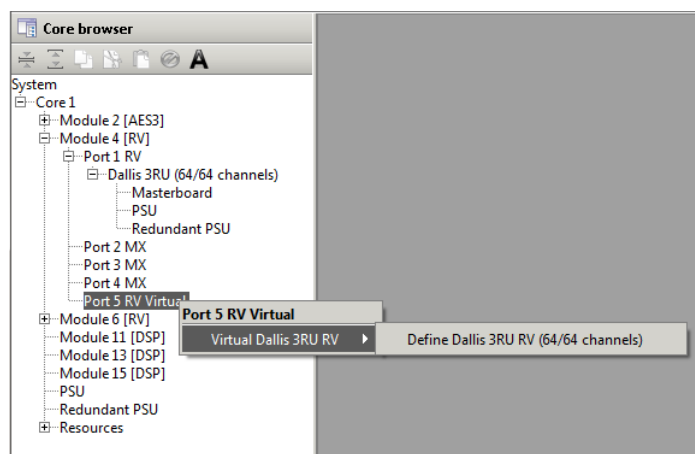 Core browser
A
System
Core 1
Module 2 [AES3]
Module 4 [RV]
Port 1 RV
Dallis 3RU (64/64 channels)
Masterboard
PSU
Redundant PSU
Port 2 MX
Port 3 MX
Port 4 MX
Port 5 RV Virtual
Port 5 RV Virtual
Virtual Dallis 3RU RV
Define Dallis 3RU RV (64/64 channels)
Module 6 [RV]
Module 11 [DSP]
Module 13 [DSP]
Module 15 [DSP]
PSU
Redundant PSU
Resources